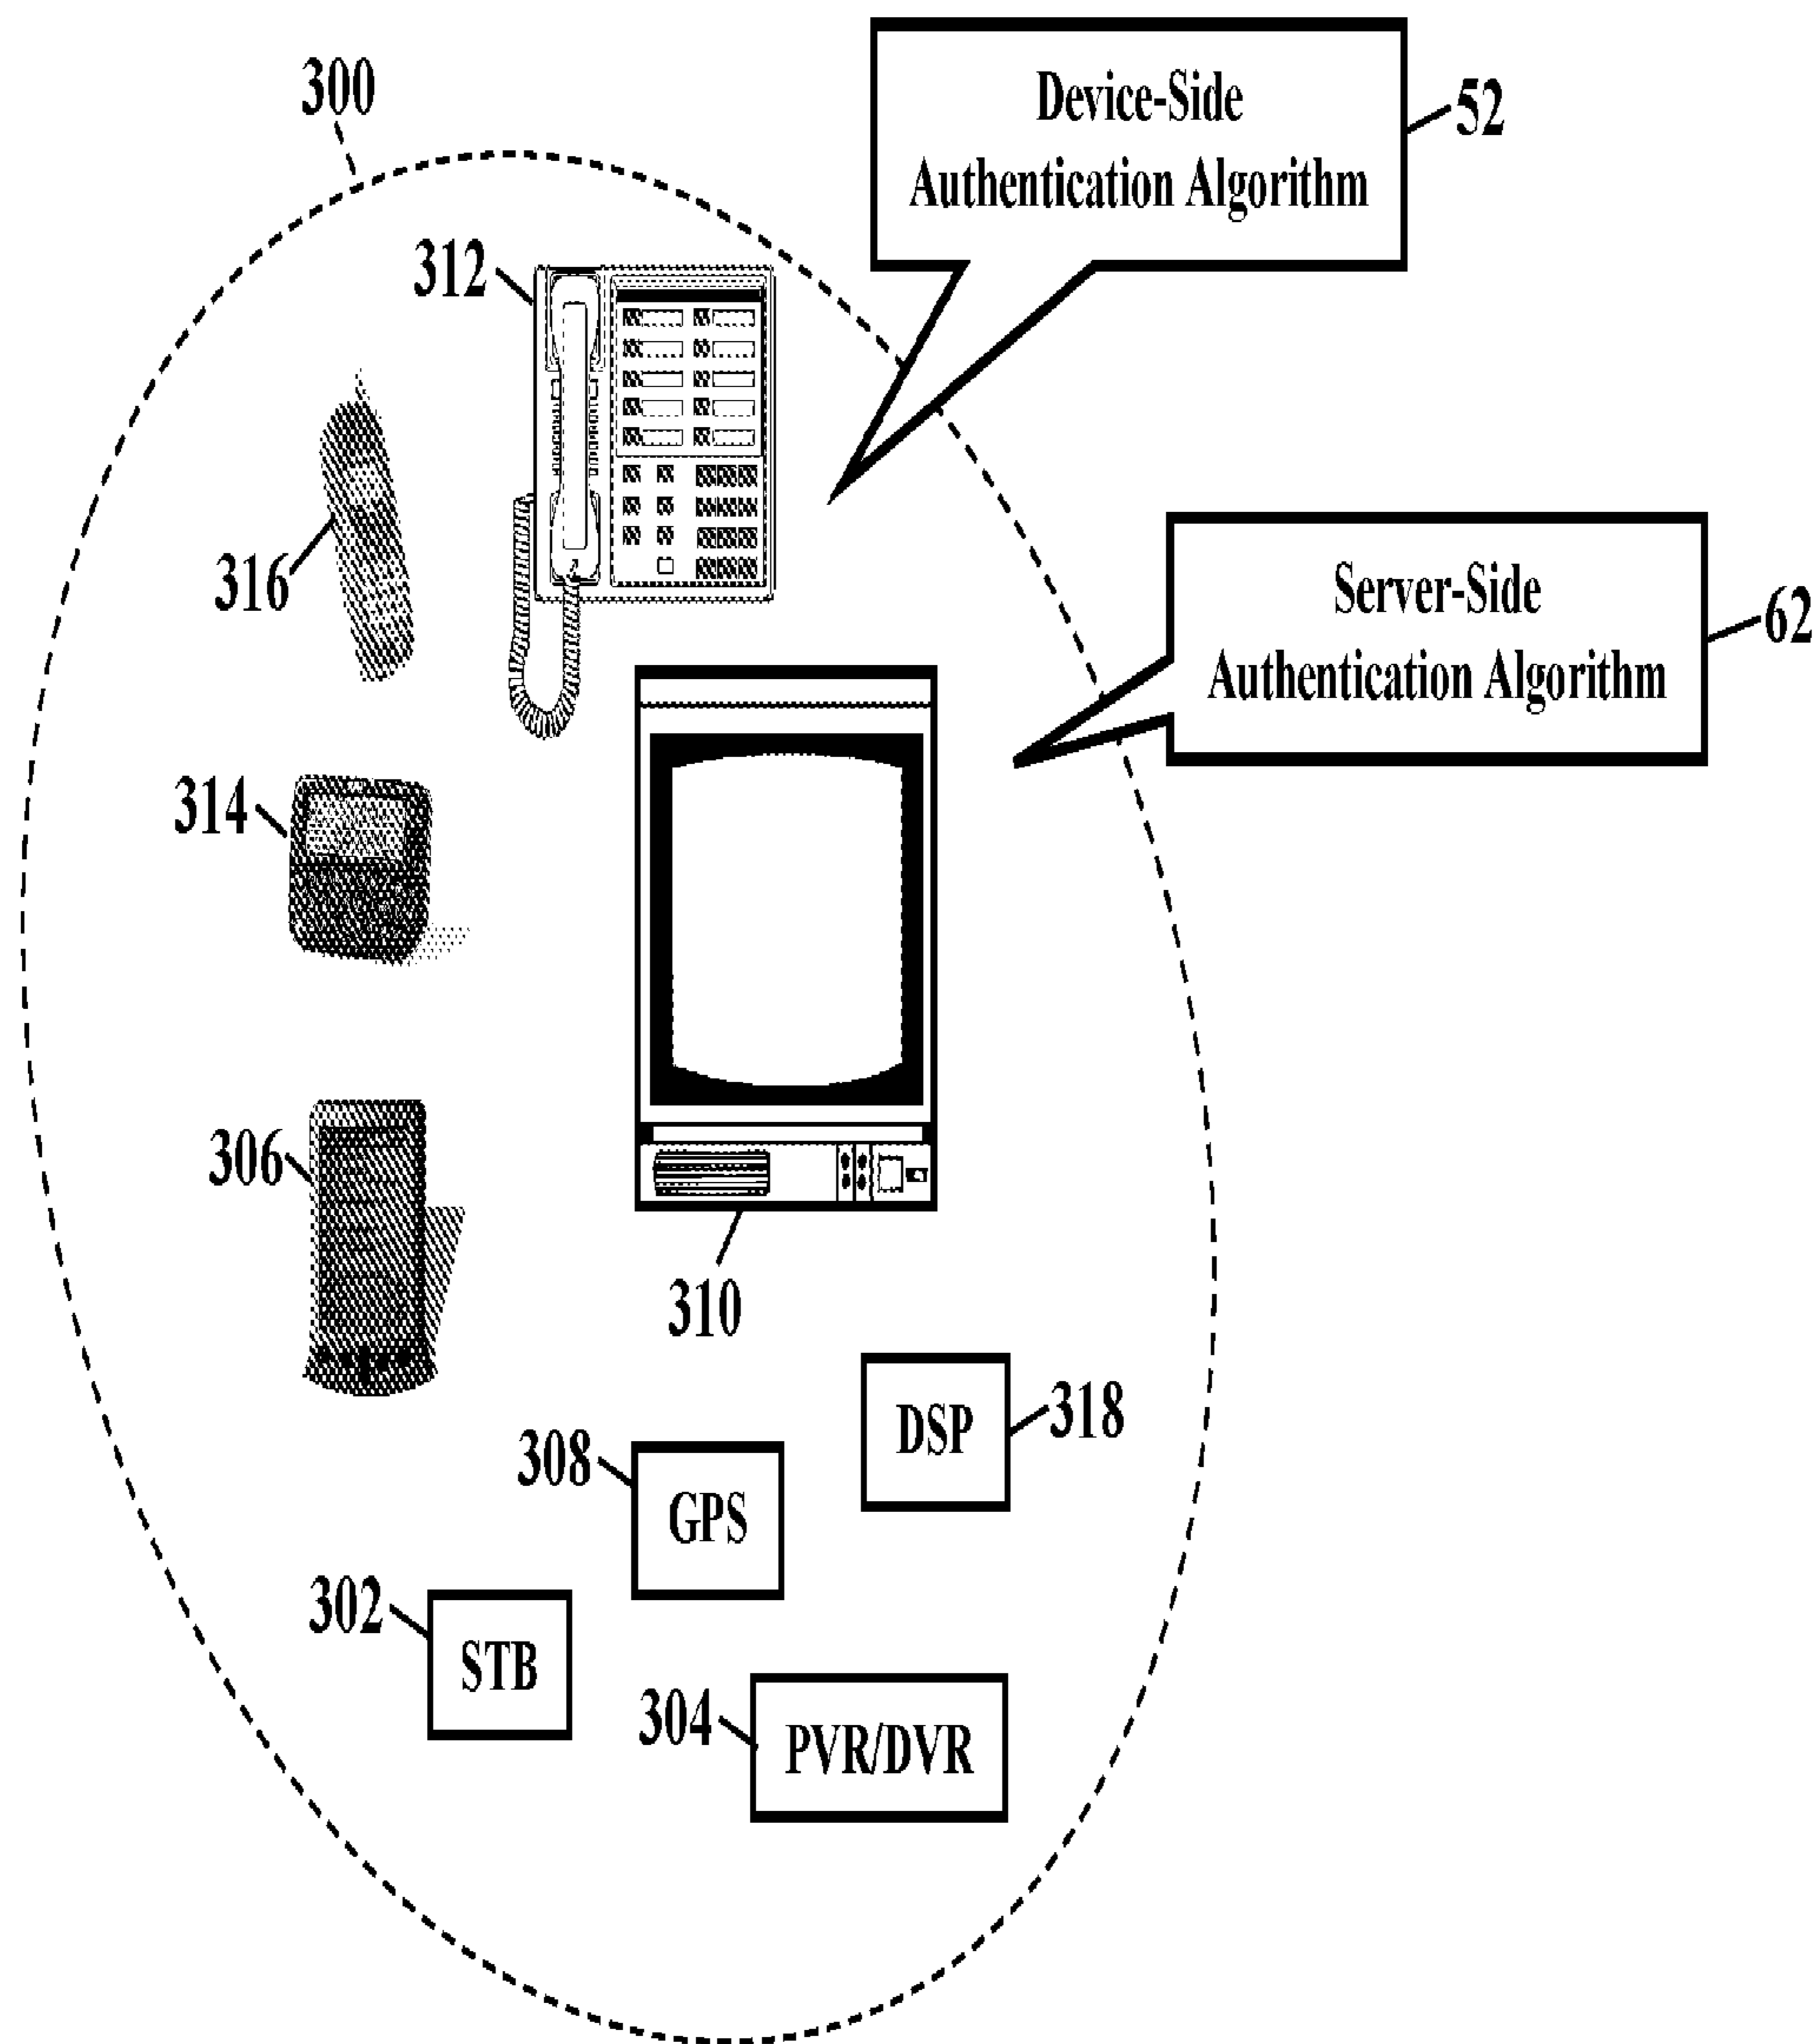 300
Device-Side
Authentication Algorithm
52
312
316
Server-Side
Authentication Algorithm
62
314
306
310
DSP
318
308
GPS
302
STB
304
PVR/DVR